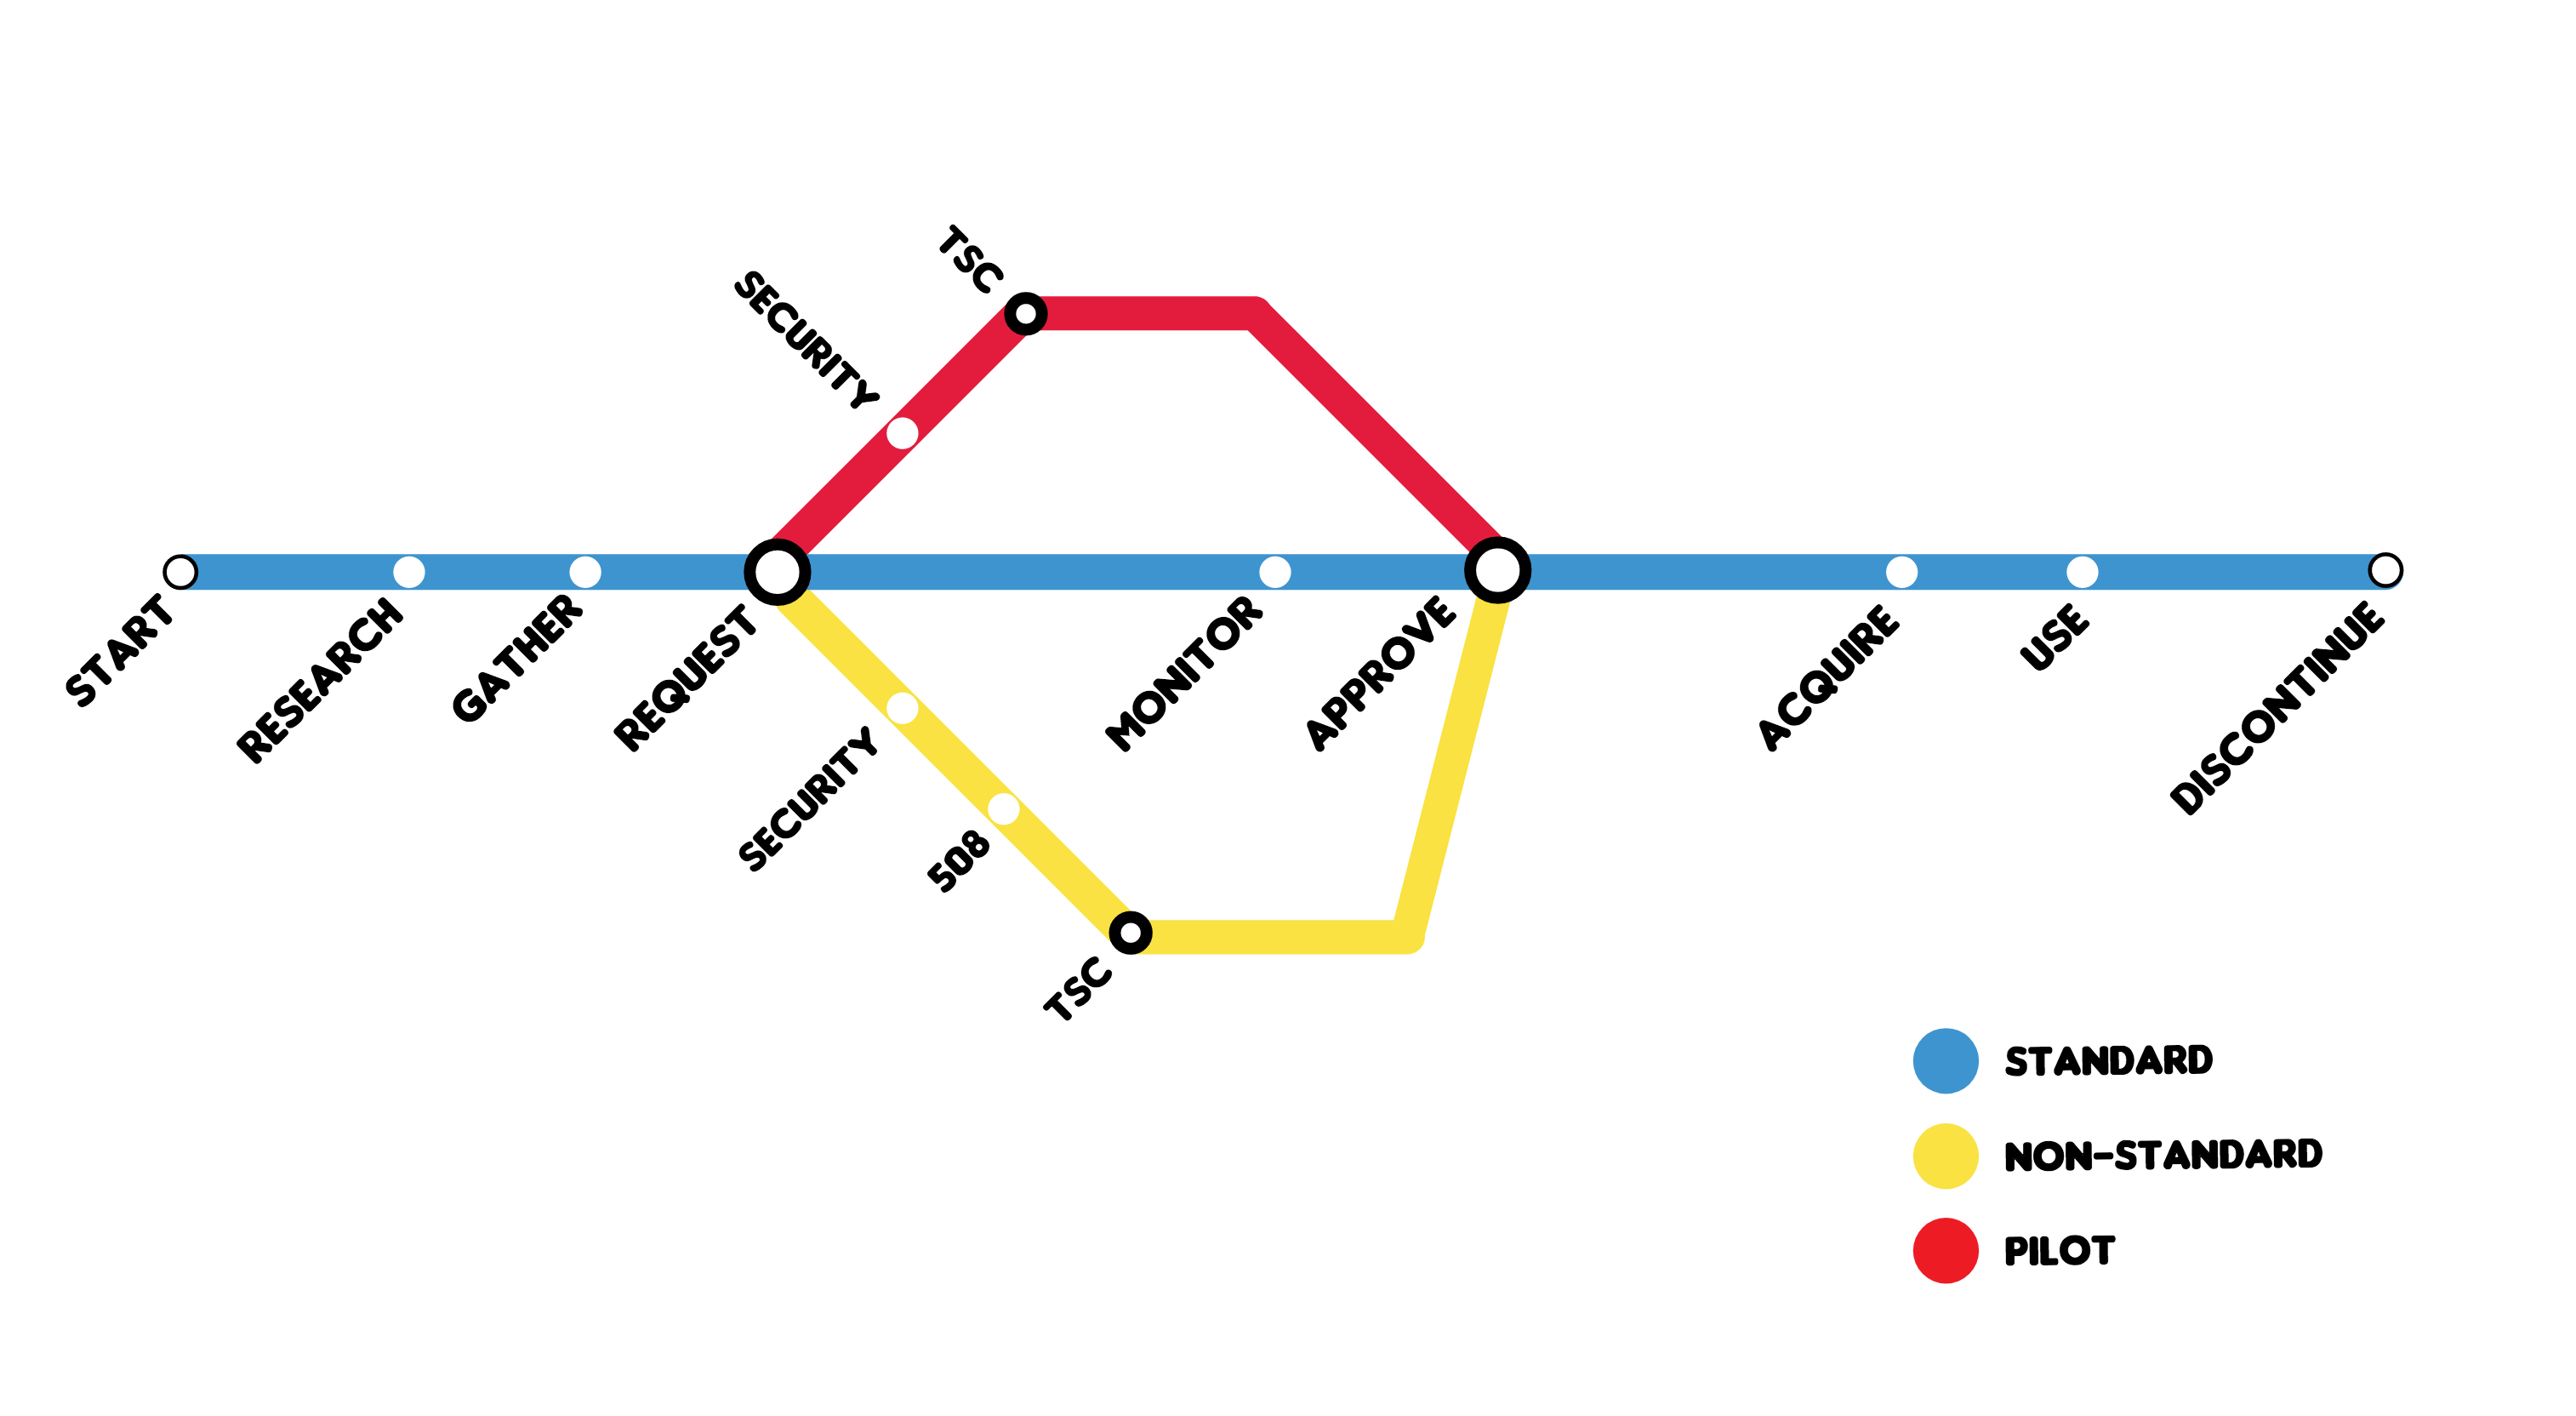 TSC
SECURITY
START
RESEARCH
GATHER
REQUEST
MONITOR
APPROVE
ACQUIRE
USE
DISCONTINUE
SECURITY
508
TSC
STANDARD
NON-STANDARD
PILOT